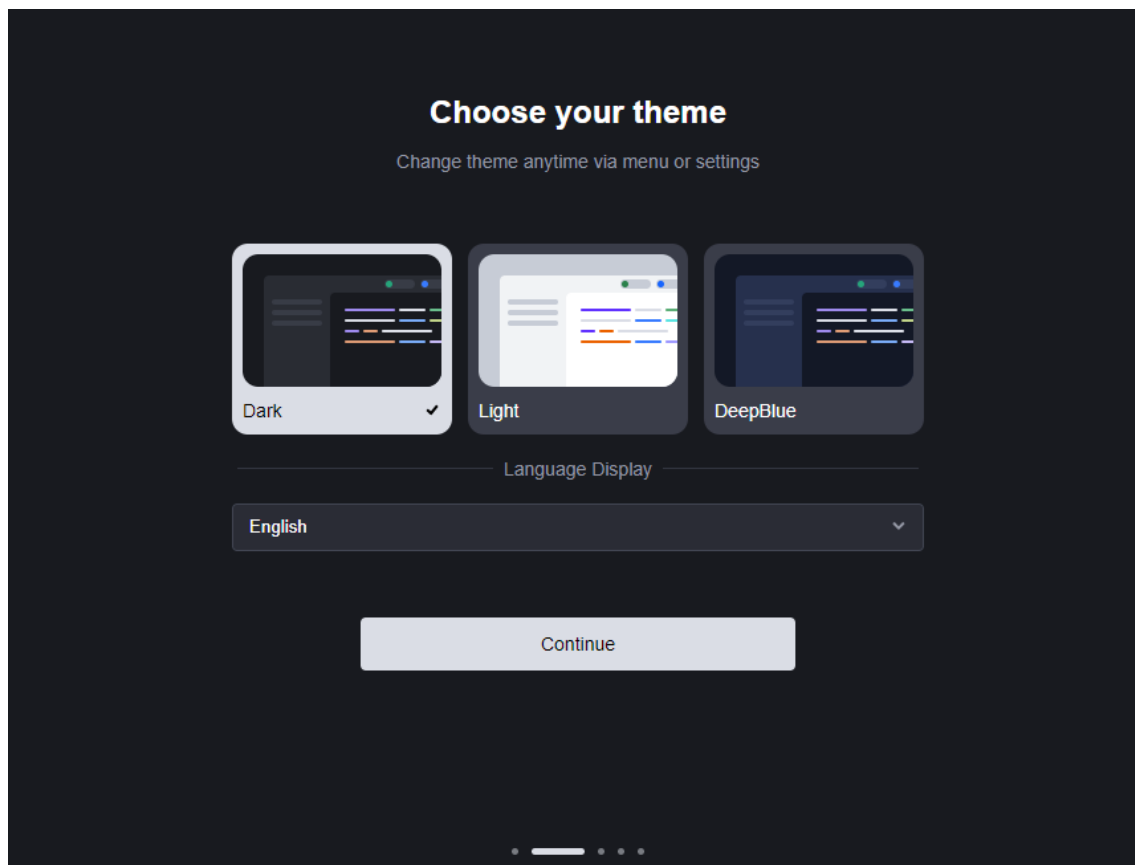 Choose your theme
Change theme anytime via menu or settings
Dark
Light
DeepBlue
Language Display
English
Continue